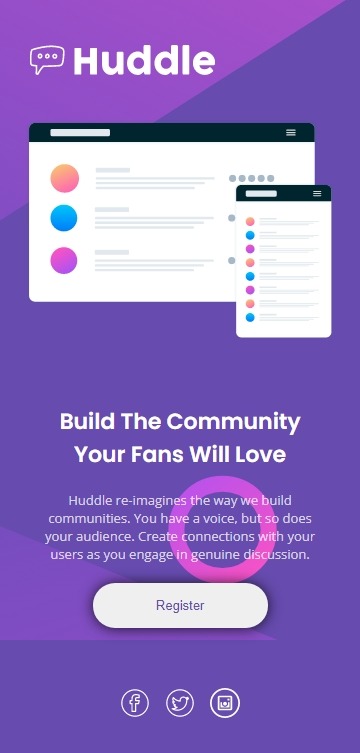 Huddle
Build The Community
Your Fans Will Love
Huddle re-imagines the way we build
communities. You have a voice, but so does
your audience. Create connections with your
users as you engage in genuine discussion.
Register